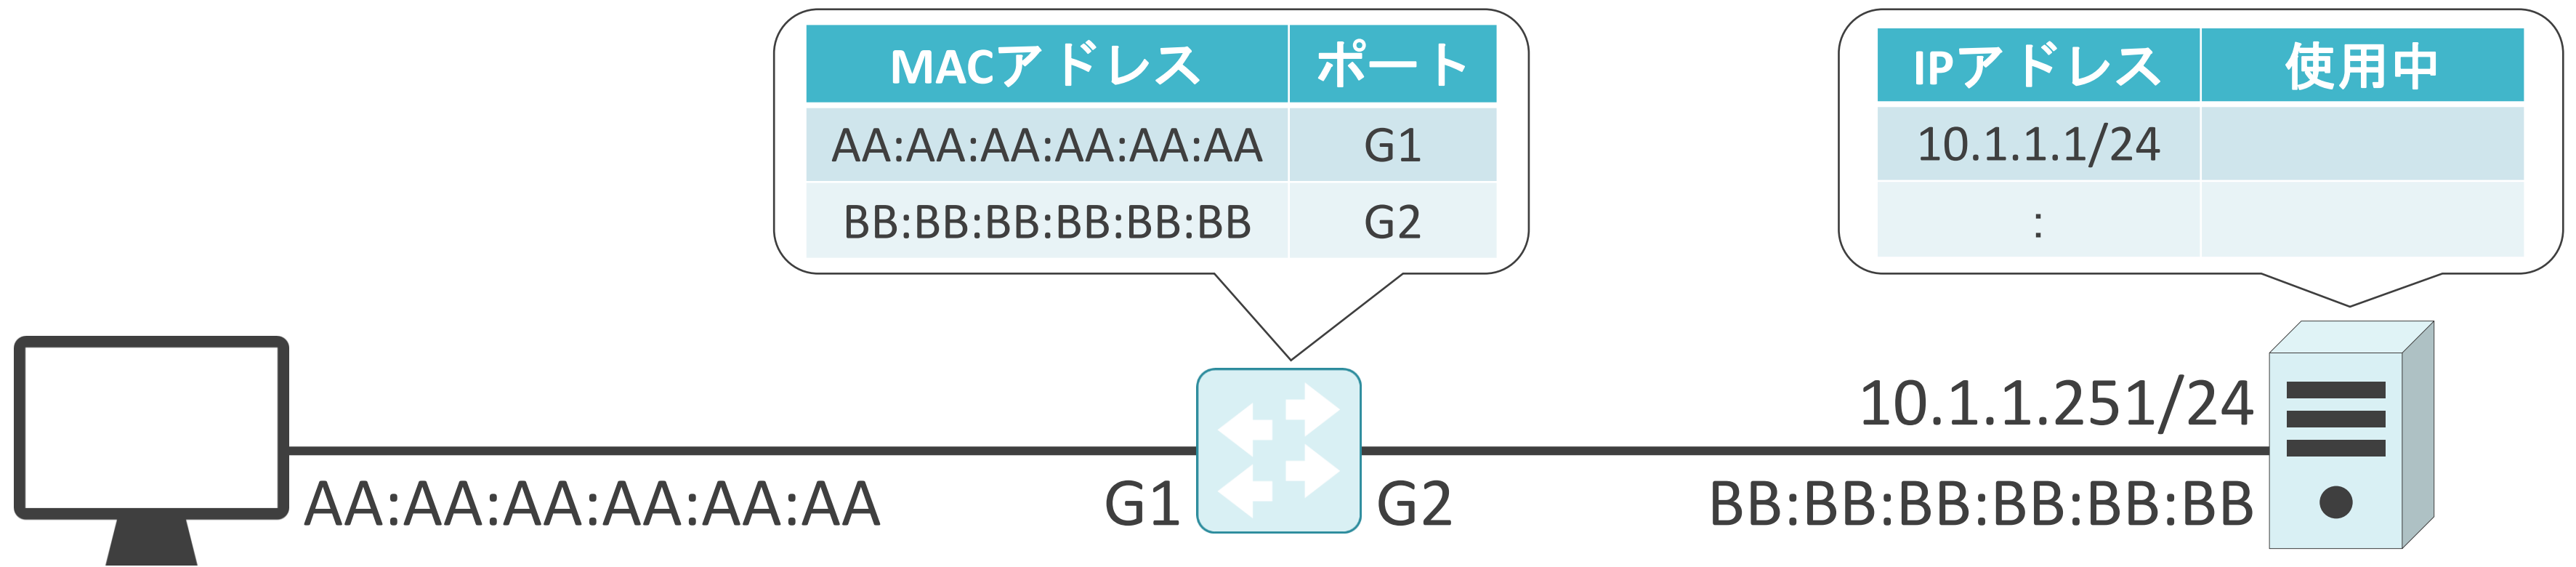 MACアドレス ポート
AA:AA:AA:AA:AA:AA G1
BB:BB:BB:BB:BB:BB G2
IPアドレス 使用中
10.1.1.1/24
:
10.1.1.251/24
AA:AA:AA:AA:AA:AA G1 G2 BB:BB:BB:BB:BB:BB